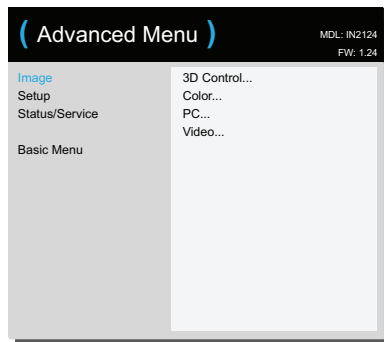 ( Advanced Menu )
MDL: IN2124
FW: 1.24
Image
Setup
Status/Service
Basic Menu
3D Control...
Color...
PC...
Video...